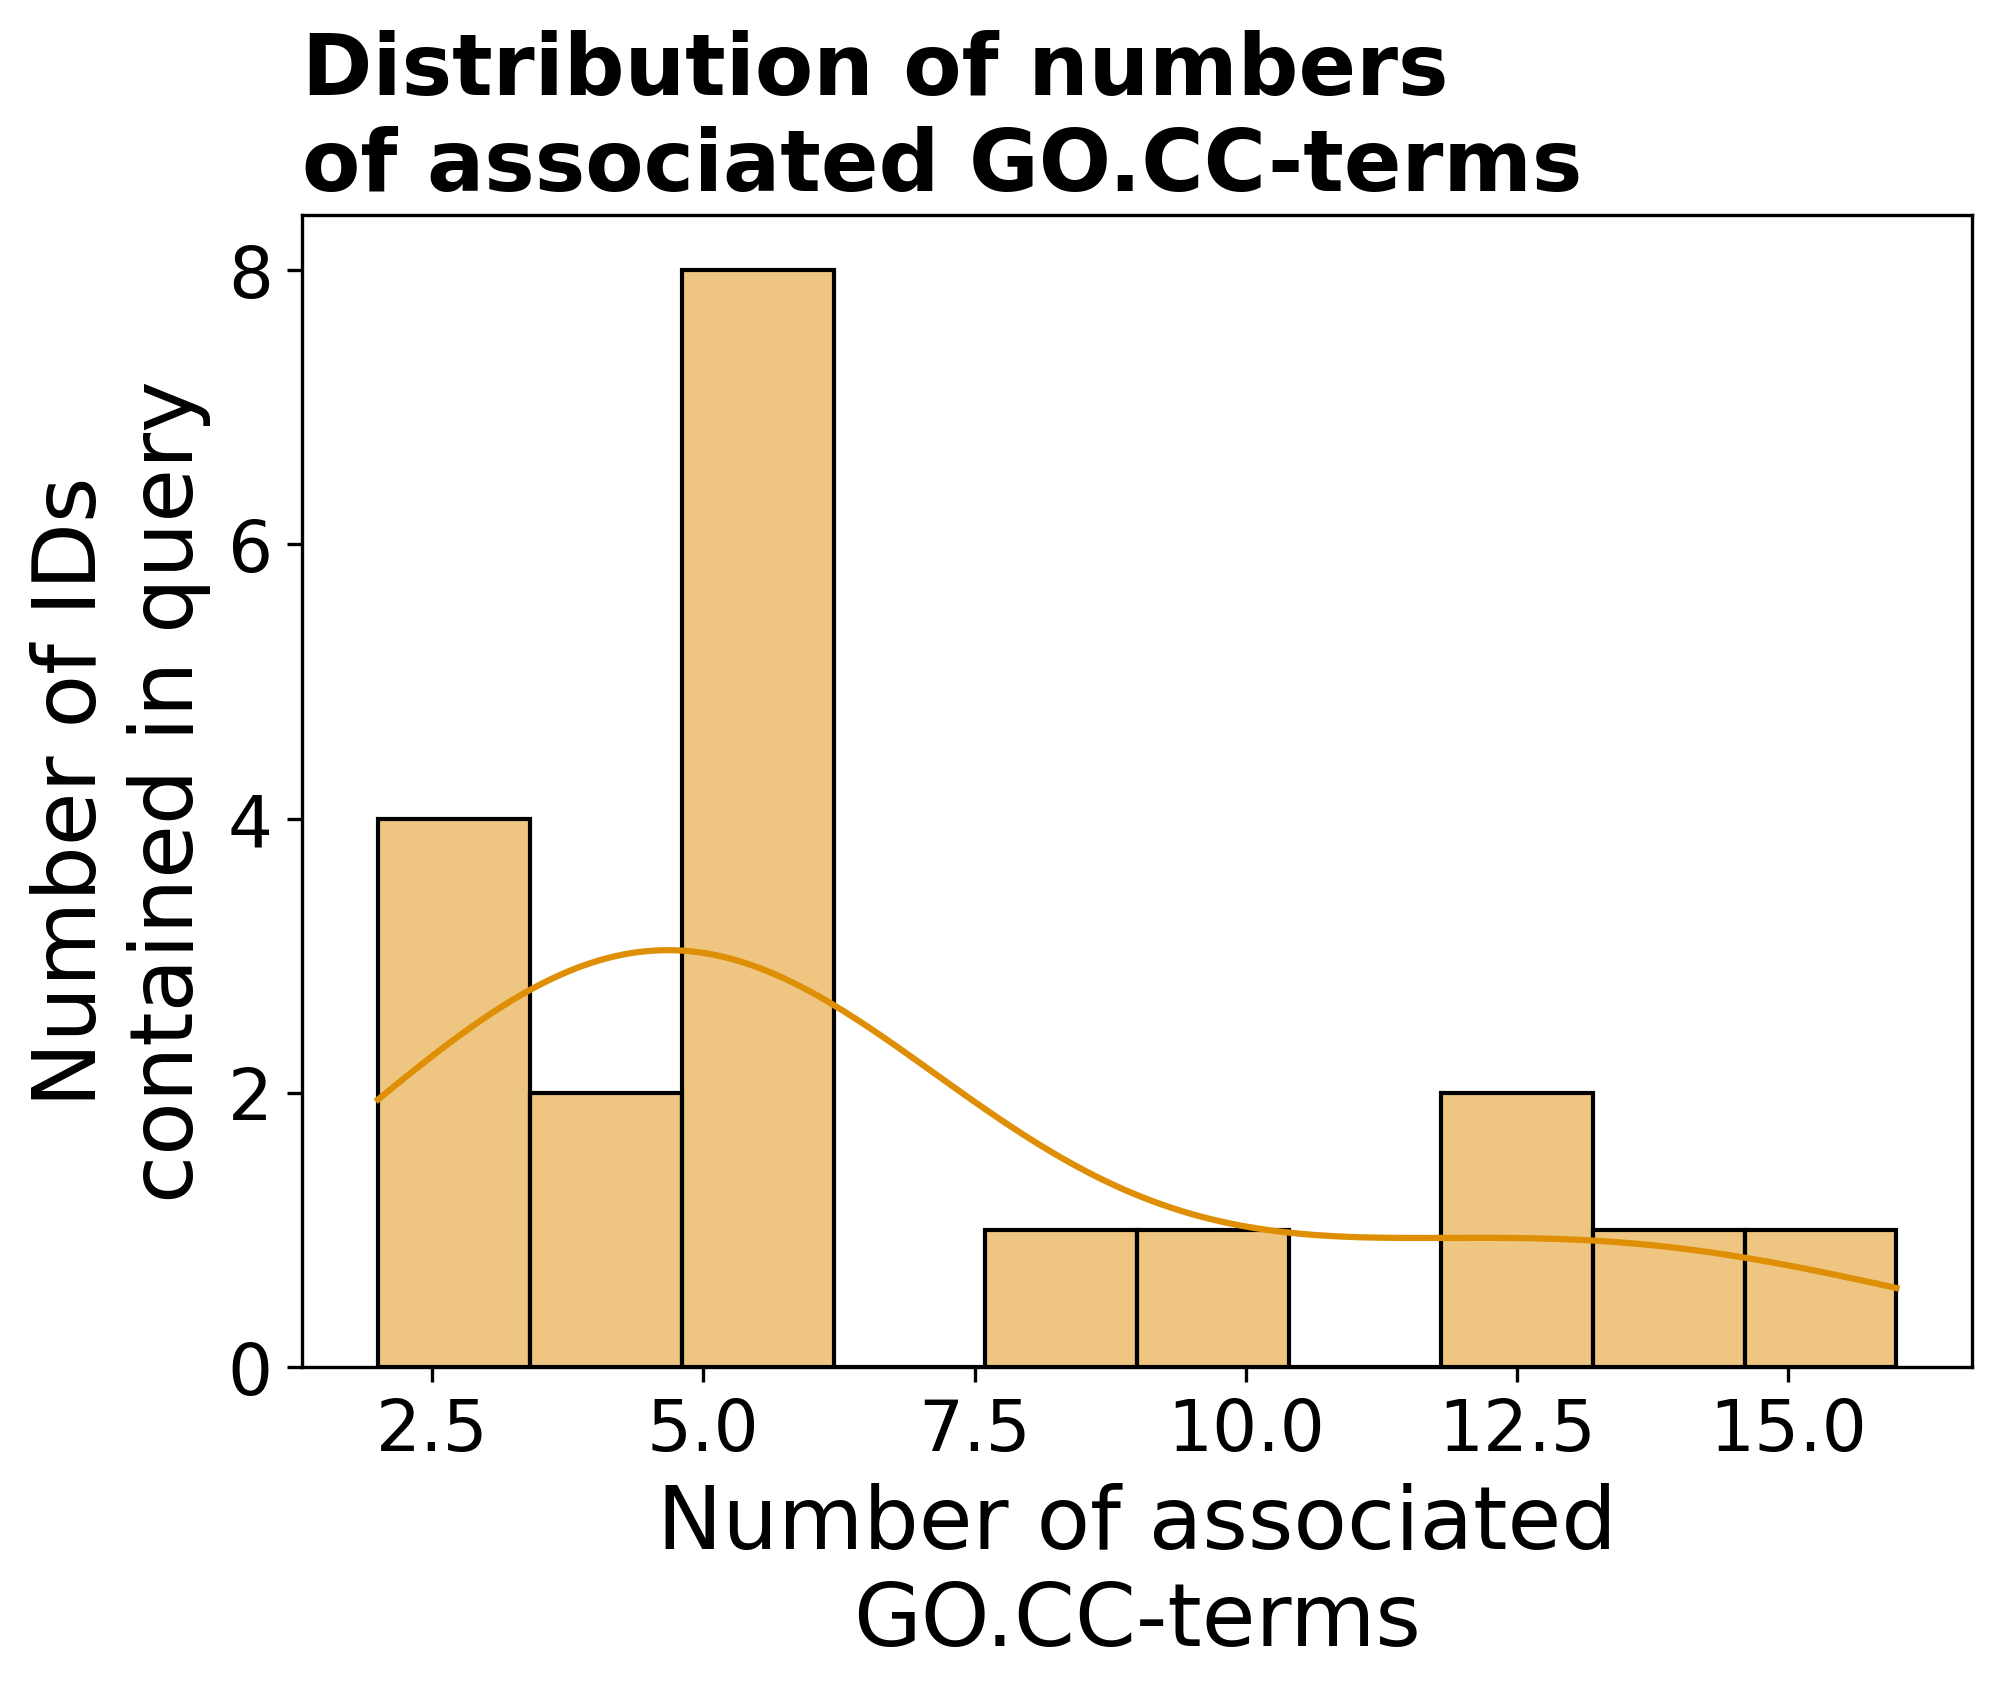 Distribution of numbers
of associated GO.CC-terms
Number of IDs
contained in query
8
6
4
2
0
2.5 5.0 7.5 10.0 12.5 15.0
Number of associated
GO.CC-terms